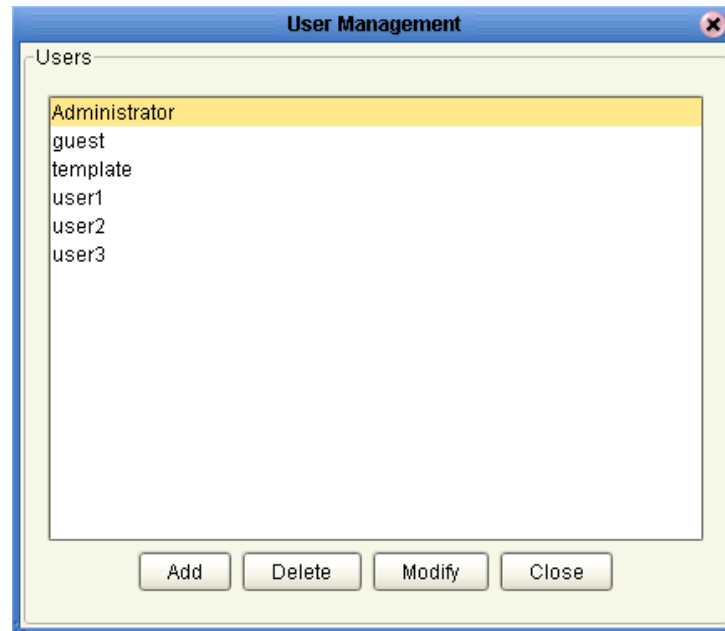 User Management
Users
Administrator
guest
template
user1
user2
user3
Add Delete Modify Close